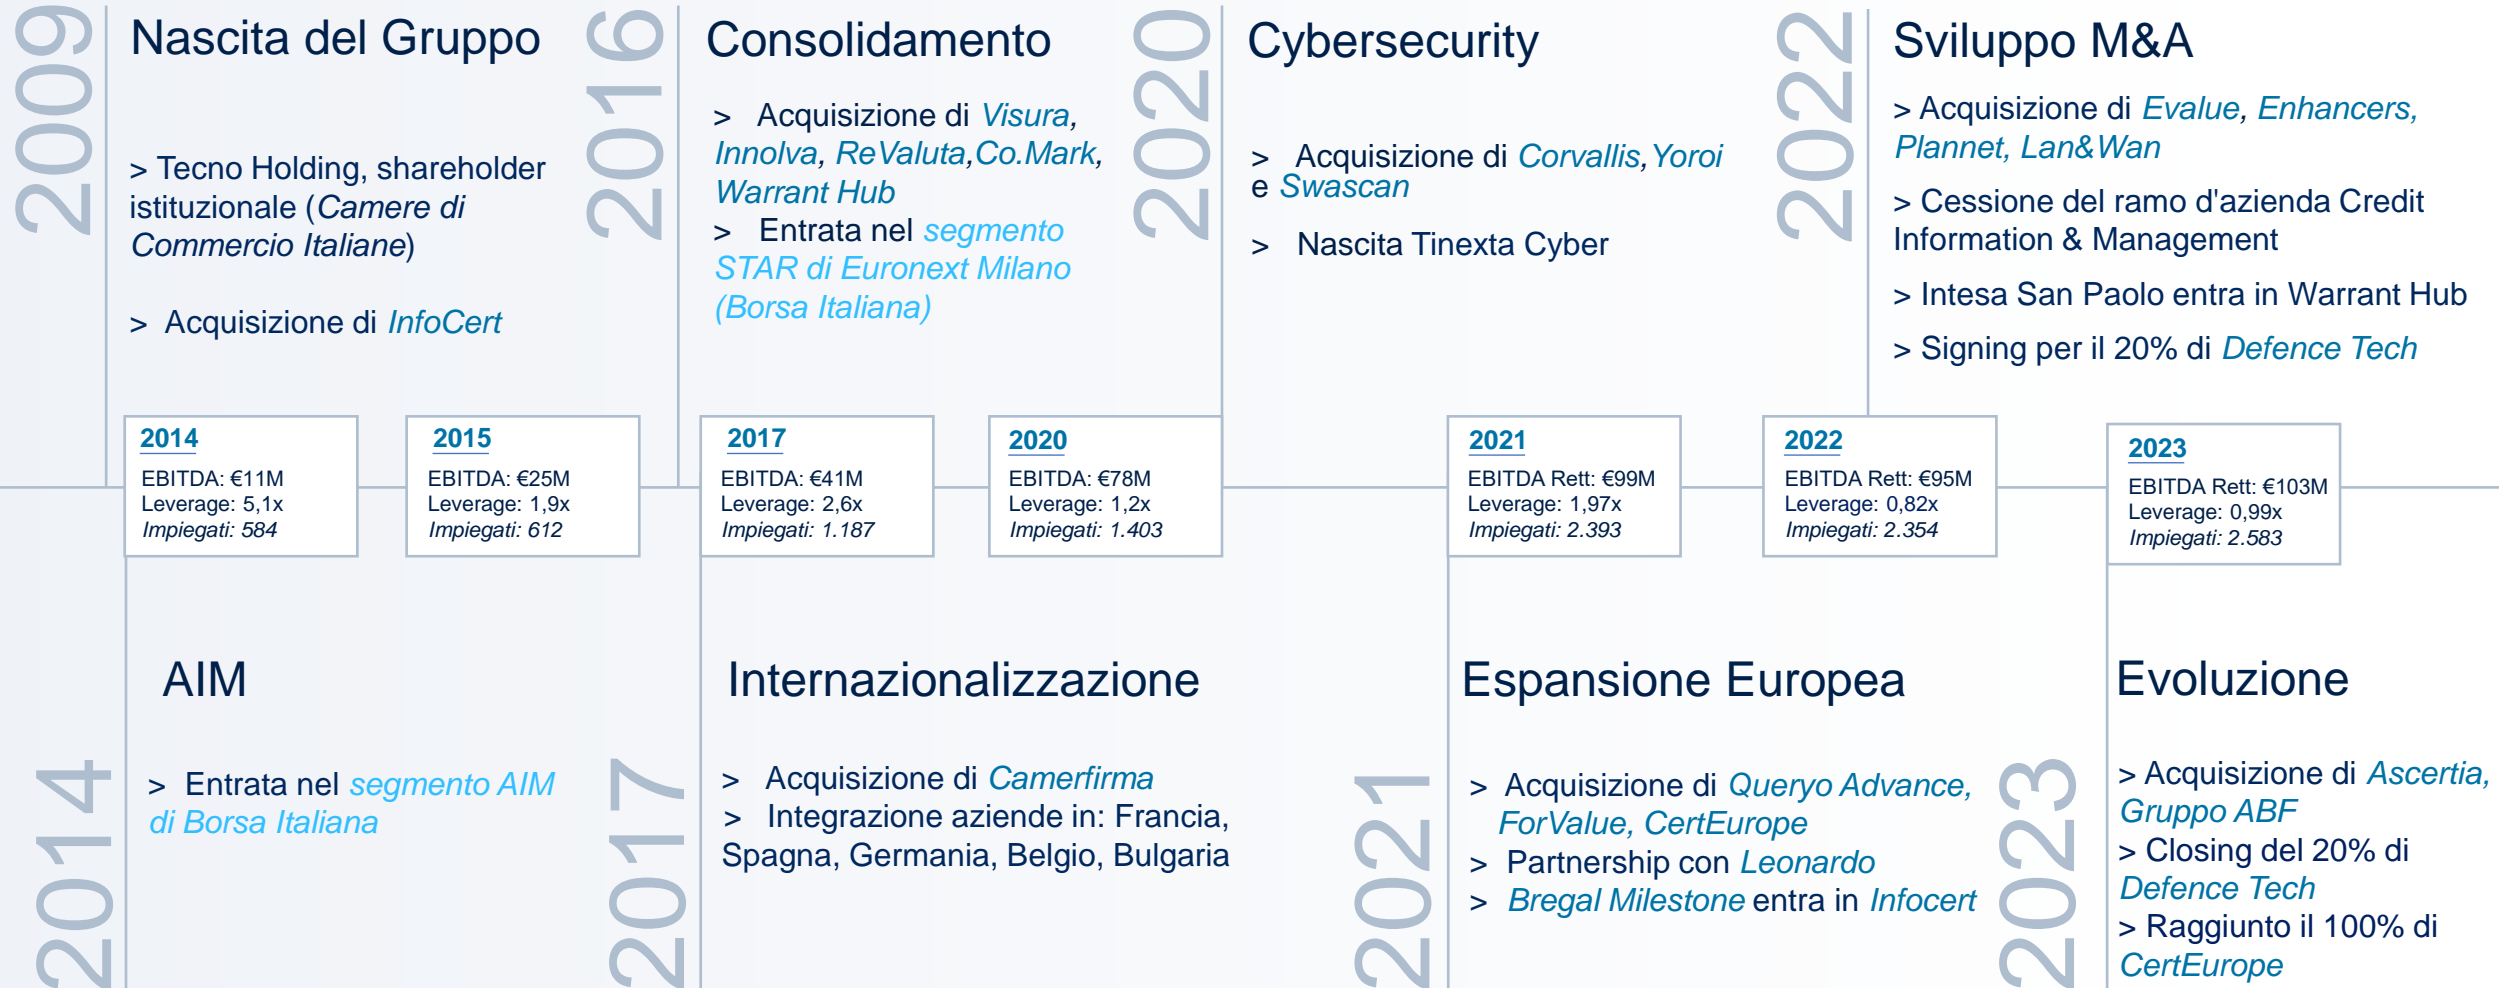 2009
Nascita del Gruppo
> Tecno Holding, shareholder
istituzionale (Camere di
Commercio Italiane)
> Acquisizione di InfoCert
2016
Consolidamento
> Acquisizione di Visura,
Innolva, ReValuta,Co.Mark,
Warrant Hub
> Entrata nel segmento
STAR di Euronext Milano
(Borsa Italiana)
2020
Cybersecurity
> Acquisizione di Corvallis,Yoroi
e Swascan
> Nascita Tinexta Cyber
2022
Sviluppo M&A
> Acquisizione di Evalue, Enhancers,
Plannet, Lan&Wan
> Cessione del ramo d'azienda Credit
Information & Management
> Intesa San Paolo entra in Warrant Hub
> Signing per il 20% di Defence Tech
2014
EBITDA: €11M
Leverage: 5,1x
Impiegati: 584
2015
EBITDA: €25M
Leverage: 1,9x
Impiegati: 612
2017
EBITDA: €41M
Leverage: 2,6x
Impiegati: 1.187
2020
EBITDA: €78M
Leverage: 1,2x
Impiegati: 1.403
2021
EBITDA Rett: €99M
Leverage: 1,97x
Impiegati: 2.393
2022
EBITDA Rett: €95M
Leverage: 0,82x
Impiegati: 2.354
2023
EBITDA Rett: €103M
Leverage: 0,99x
Impiegati: 2.583
2014
AIM
> Entrata nel segmento AIM
di Borsa Italiana
2017
Internazionalizzazione
> Acquisizione di Camerfirma
> Integrazione aziende in: Francia,
Spagna, Germania, Belgio, Bulgaria
2021
Espansione Europea
> Acquisizione di Queryo Advance,
ForValue, CertEurope
> Partnership con Leonardo
> Bregal Milestone entra in Infocert
2023
Evoluzione
> Acquisizione di Ascertia,
Gruppo ABF
> Closing del 20% di
Defence Tech
> Raggiunto il 100% di
CertEurope